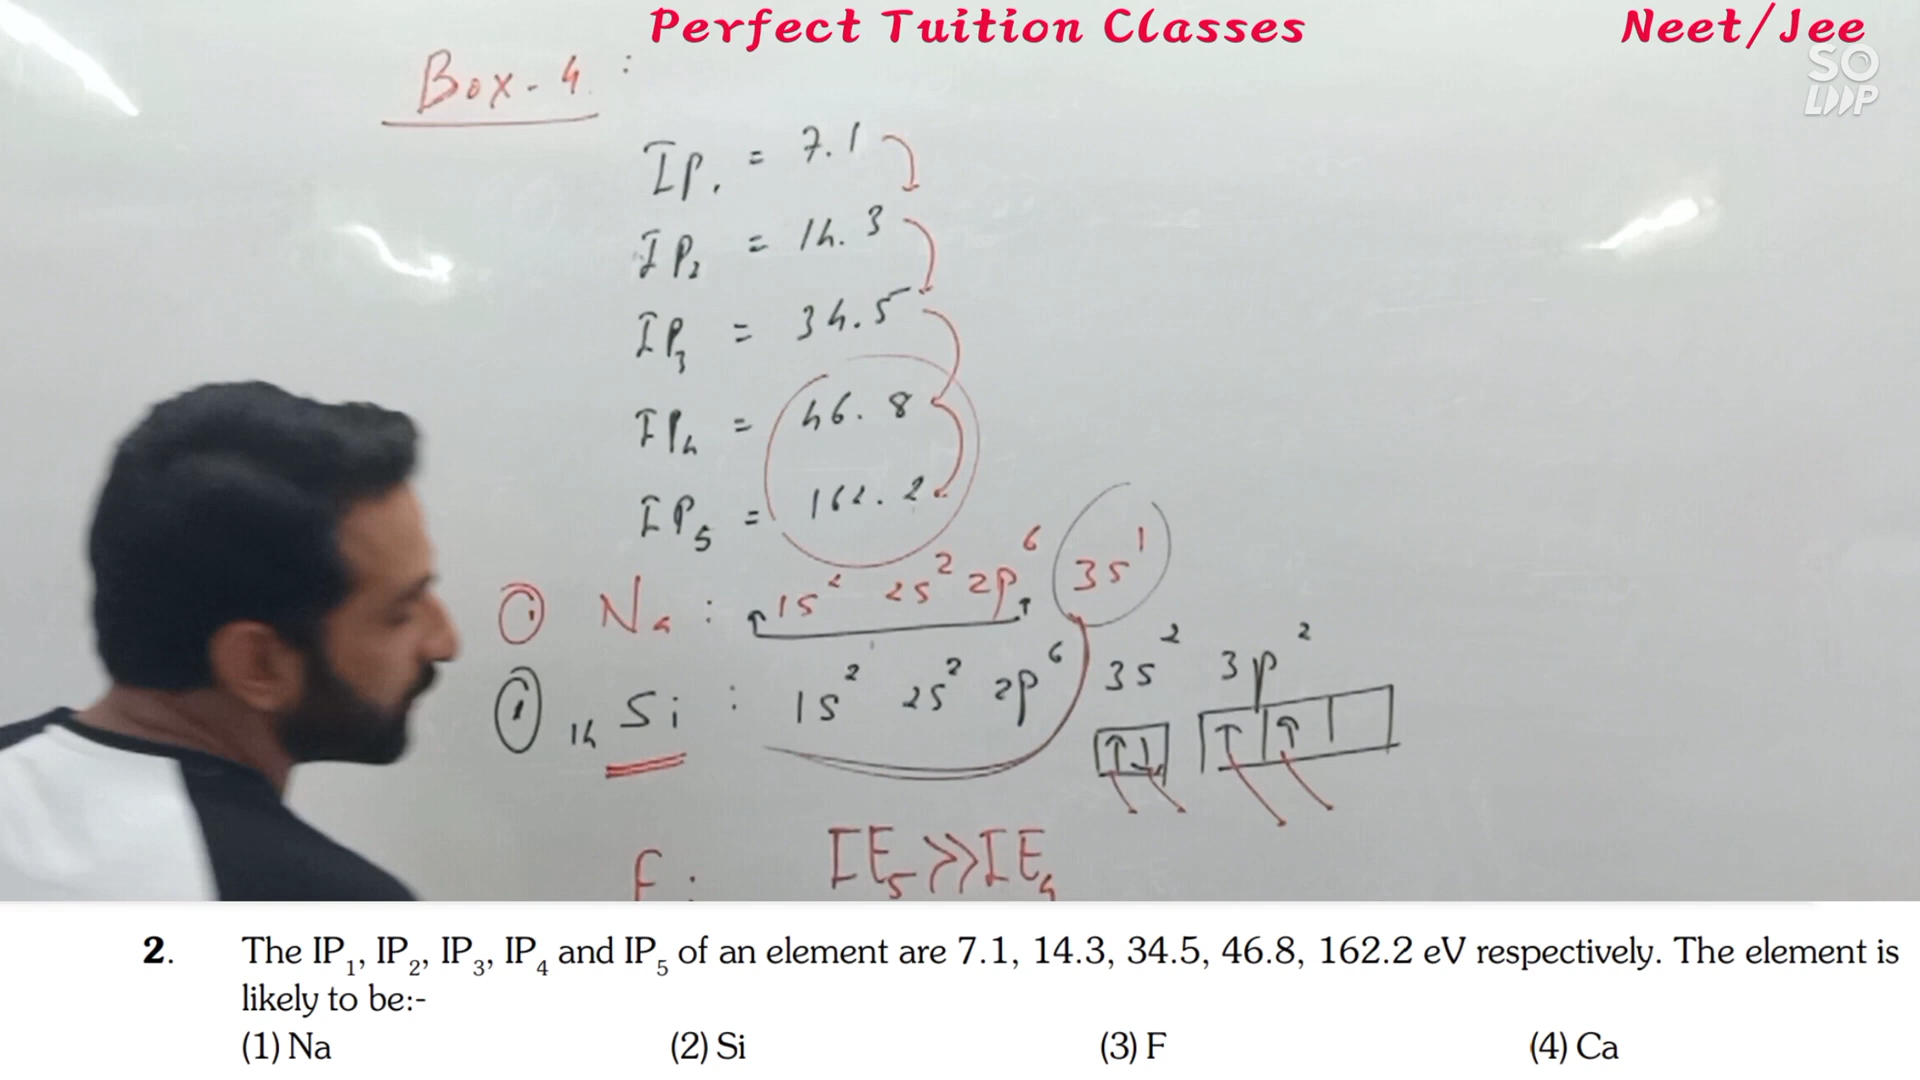 Perfect Tuition Classes
Neet/Jee
SO
LOOP
Box-4 :
IP₁ = 7.1
IP₂ = 14.3
IP₃ = 34.5
IP₄ = 46.8
IP₅ = 162.2
① Na : 1s² 2s² 2p⁶ 3s¹
① ₁₄Si : 1s² 2s² 2p⁶ 3s² 3p²
↑↓ ↑ ↑
F :
IE₅ >> IE₄
2. The IP₁, IP₂, IP₃, IP₄ and IP₅ of an element are 7.1, 14.3, 34.5, 46.8, 162.2 eV respectively. The element is
likely to be:-
(1) Na (2) Si (3) F (4) Ca